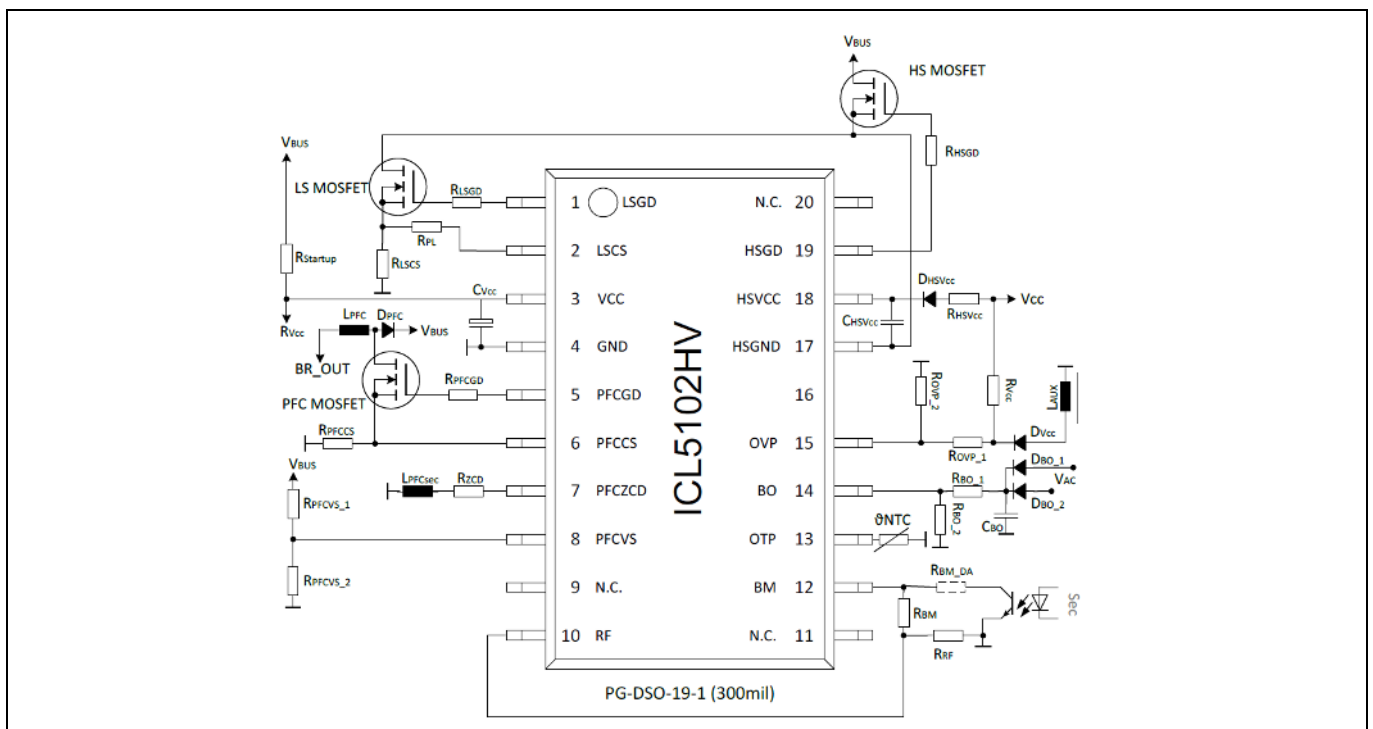 VBUS
HS MOSFET
RHSGD
VBUS
LS MOSFET
RLSGD
RPL
RStartup
RLSCS
CVcc
RVcc
LPFC
DPFC
VBUS
BR_OUT
PFC MOSFET
RPFCGD
RPFCCS
VBUS
LPFCsec
RZCD
RPFCVS_1
RPFCVS_2
1 LSGD
2 LSCS
3 VCC
4 GND
5 PFCGD
6 PFCCS
7 PFCZCD
8 PFCVS
9 N.C.
10 RF
ICL5102HV
N.C. 20
HSGD 19
HSVCC 18
HSGND 17
16
OVP 15
BO 14
OTP 13
BM 12
N.C. 11
DHSVcc
RHSVcc
Vcc
CHSVcc
ROVP_2
RVcc
LAUX
DVcc
ROVP_1
DBO_1
VAC
RBO_1
DBO_2
RBO_2
CBO
ϑNTC
RBM_DA
RBM
Sec
RRF
PG-DSO-19-1 (300mil)